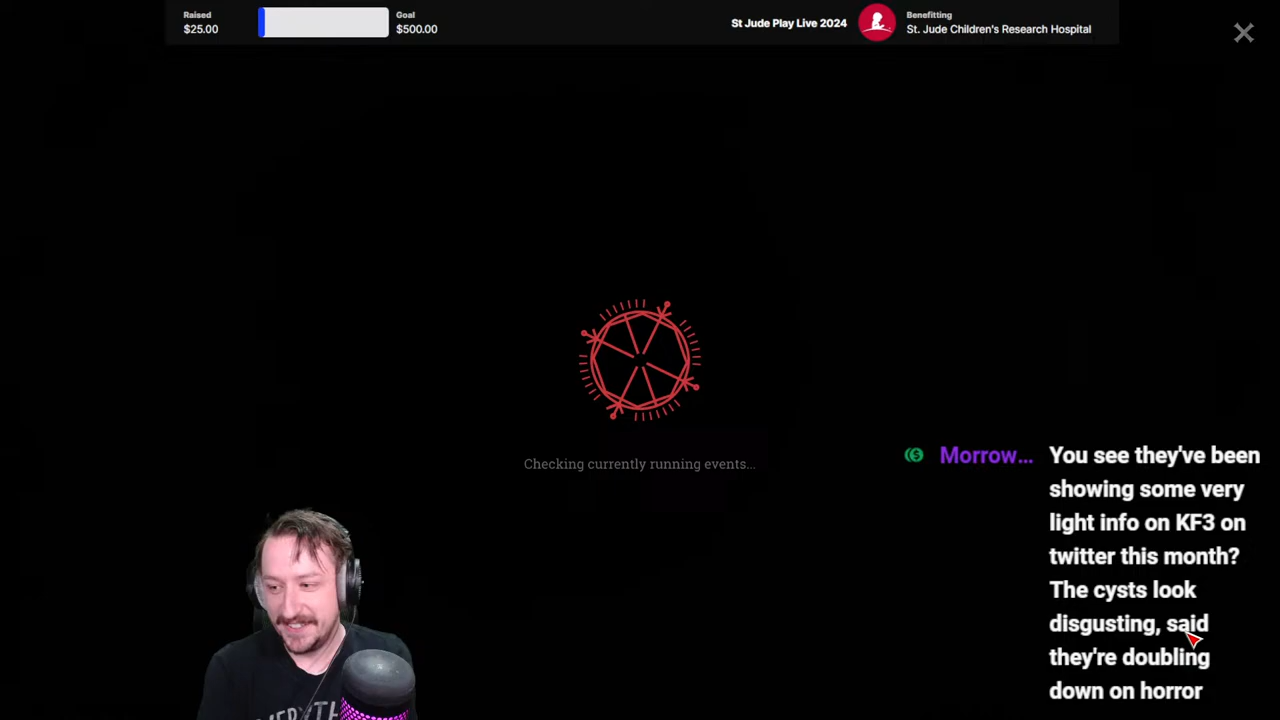 Raised
$25.00
Goal
$500.00
St Jude Play Live 2024
Benefitting
St. Jude Children's Research Hospital
Checking currently running events...
Morrow...
You see they've been
showing some very
light info on KF3 on
twitter this month?
The cysts look
disgusting, said
they're doubling
down on horror